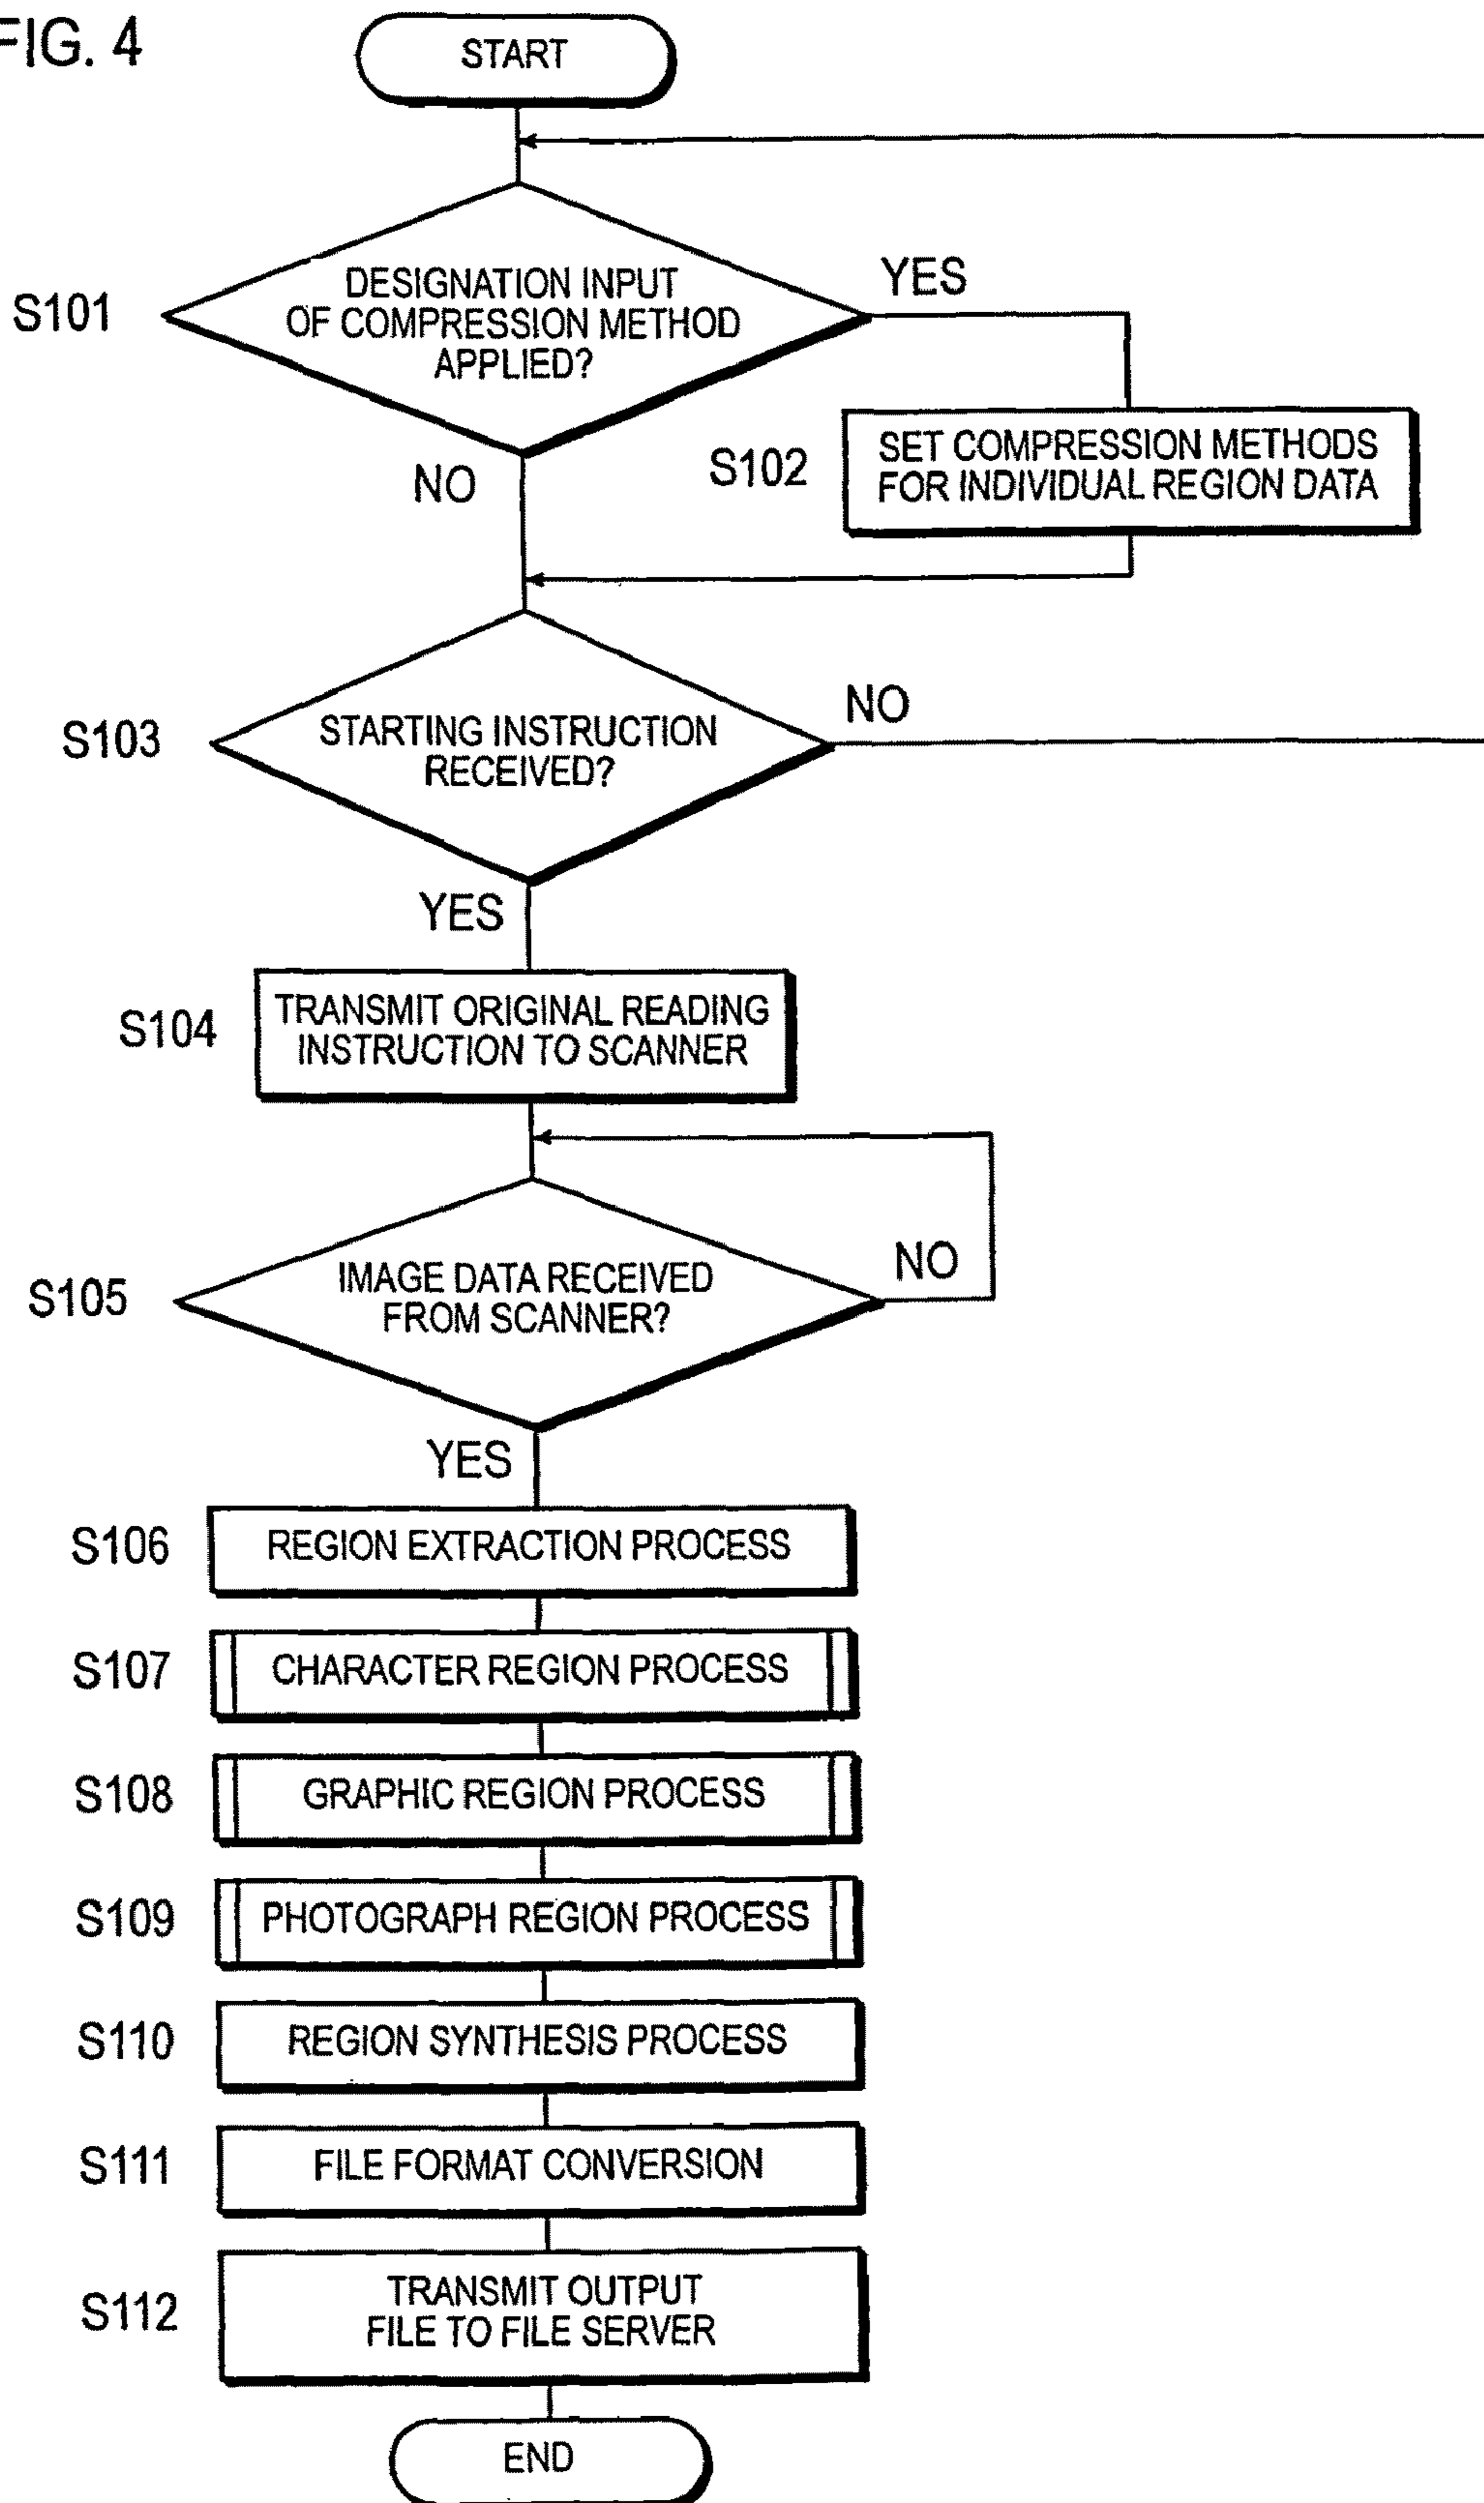 FIG. 4
START
S101
DESIGNATION INPUT
OF COMPRESSION METHOD
APPLIED?
YES
NO
S102
SET COMPRESSION METHODS
FOR INDIVIDUAL REGION DATA
S103
STARTING INSTRUCTION
RECEIVED?
NO
YES
S104
TRANSMIT ORIGINAL READING
INSTRUCTION TO SCANNER
S105
IMAGE DATA RECEIVED
FROM SCANNER?
NO
YES
S106
REGION EXTRACTION PROCESS
S107
CHARACTER REGION PROCESS
S108
GRAPHIC REGION PROCESS
S109
PHOTOGRAPH REGION PROCESS
S110
REGION SYNTHESIS PROCESS
S111
FILE FORMAT CONVERSION
S112
TRANSMIT OUTPUT
FILE TO FILE SERVER
END